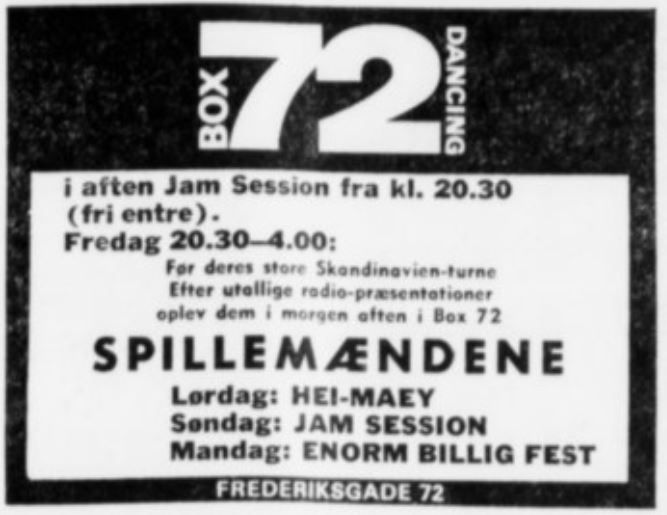 BOX 72 DANCING
i aften Jam Session fra kl. 20.30
(fri entre).
Fredag 20.30–4.00:
Før deres store Skandinavien-turne
Efter utallige radio-præsentationer
oplev dem i morgen aften i Box 72
SPILLEMÆNDENE
Lørdag: HEI-MAEY
Søndag: JAM SESSION
Mandag: ENORM BILLIG FEST
FREDERIKSGADE 72